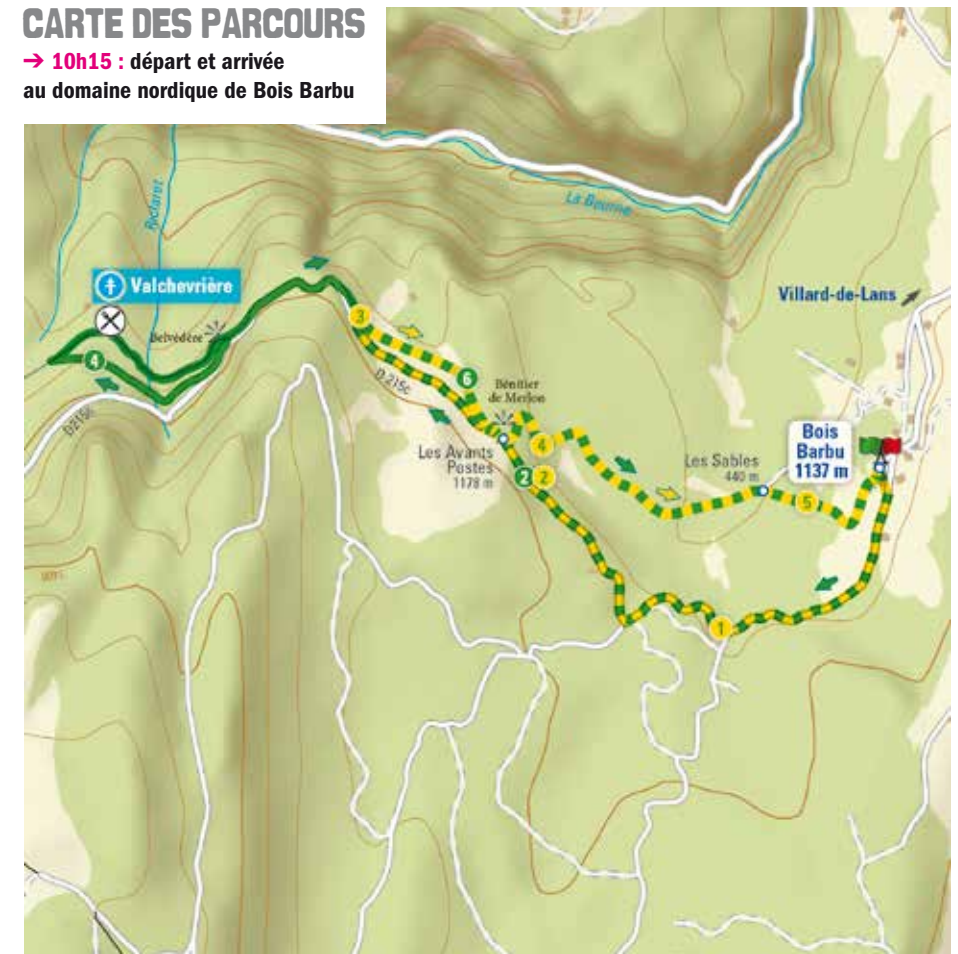 CARTE DES PARCOURS
→ 10h15 : départ et arrivée
au domaine nordique de Bois Barbu
La Bourne
Valchevrière
Belvédère
Villard-de-Lans
3
4
D 215c
6
Bénitier
de Merlon
D215c
Les Avants
Postes
1178 m
4
2
2
Les Sables
440 m
Bois
Barbu
1137 m
5
1